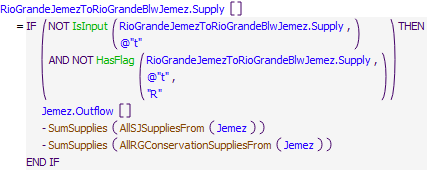 RioGrandeJemezToRioGrandeBlwJemez.Supply []
= IF ( NOT IsInput ( RioGrandeJemezToRioGrandeBlwJemez.Supply , ) ) THEN
@"t"
AND NOT HasFlag ( RioGrandeJemezToRioGrandeBlwJemez.Supply , )
@"t" ,
"R"
Jemez.Outflow []
- SumSupplies ( AllSJSuppliesFrom ( Jemez ) )
- SumSupplies ( AllRGConservationSuppliesFrom ( Jemez ) )
END IF